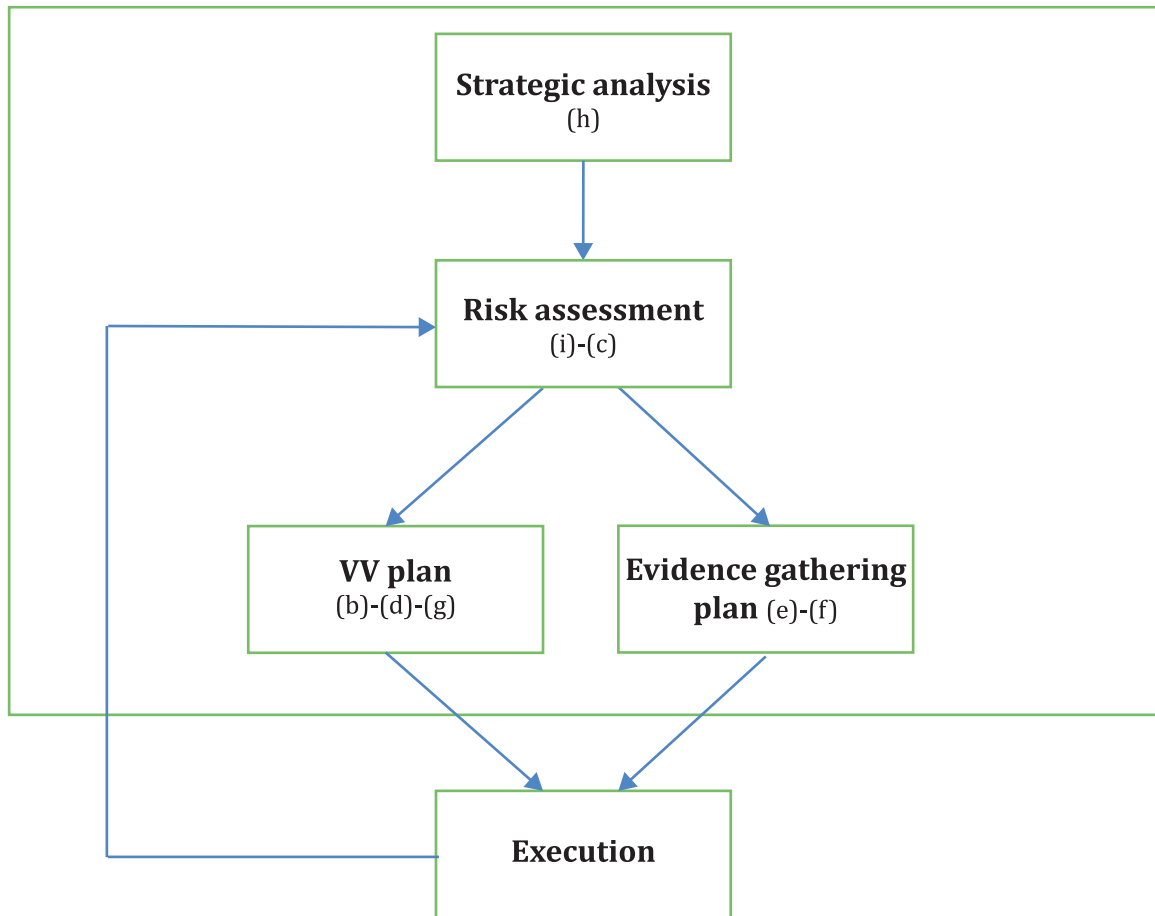 Strategic analysis
(h)
Risk assessment
(i)-(c)
VV plan
(b)-(d)-(g)
Evidence gathering
plan (e)-(f)
Execution